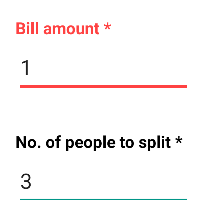 Bill amount *
1
No. of people to split *
3